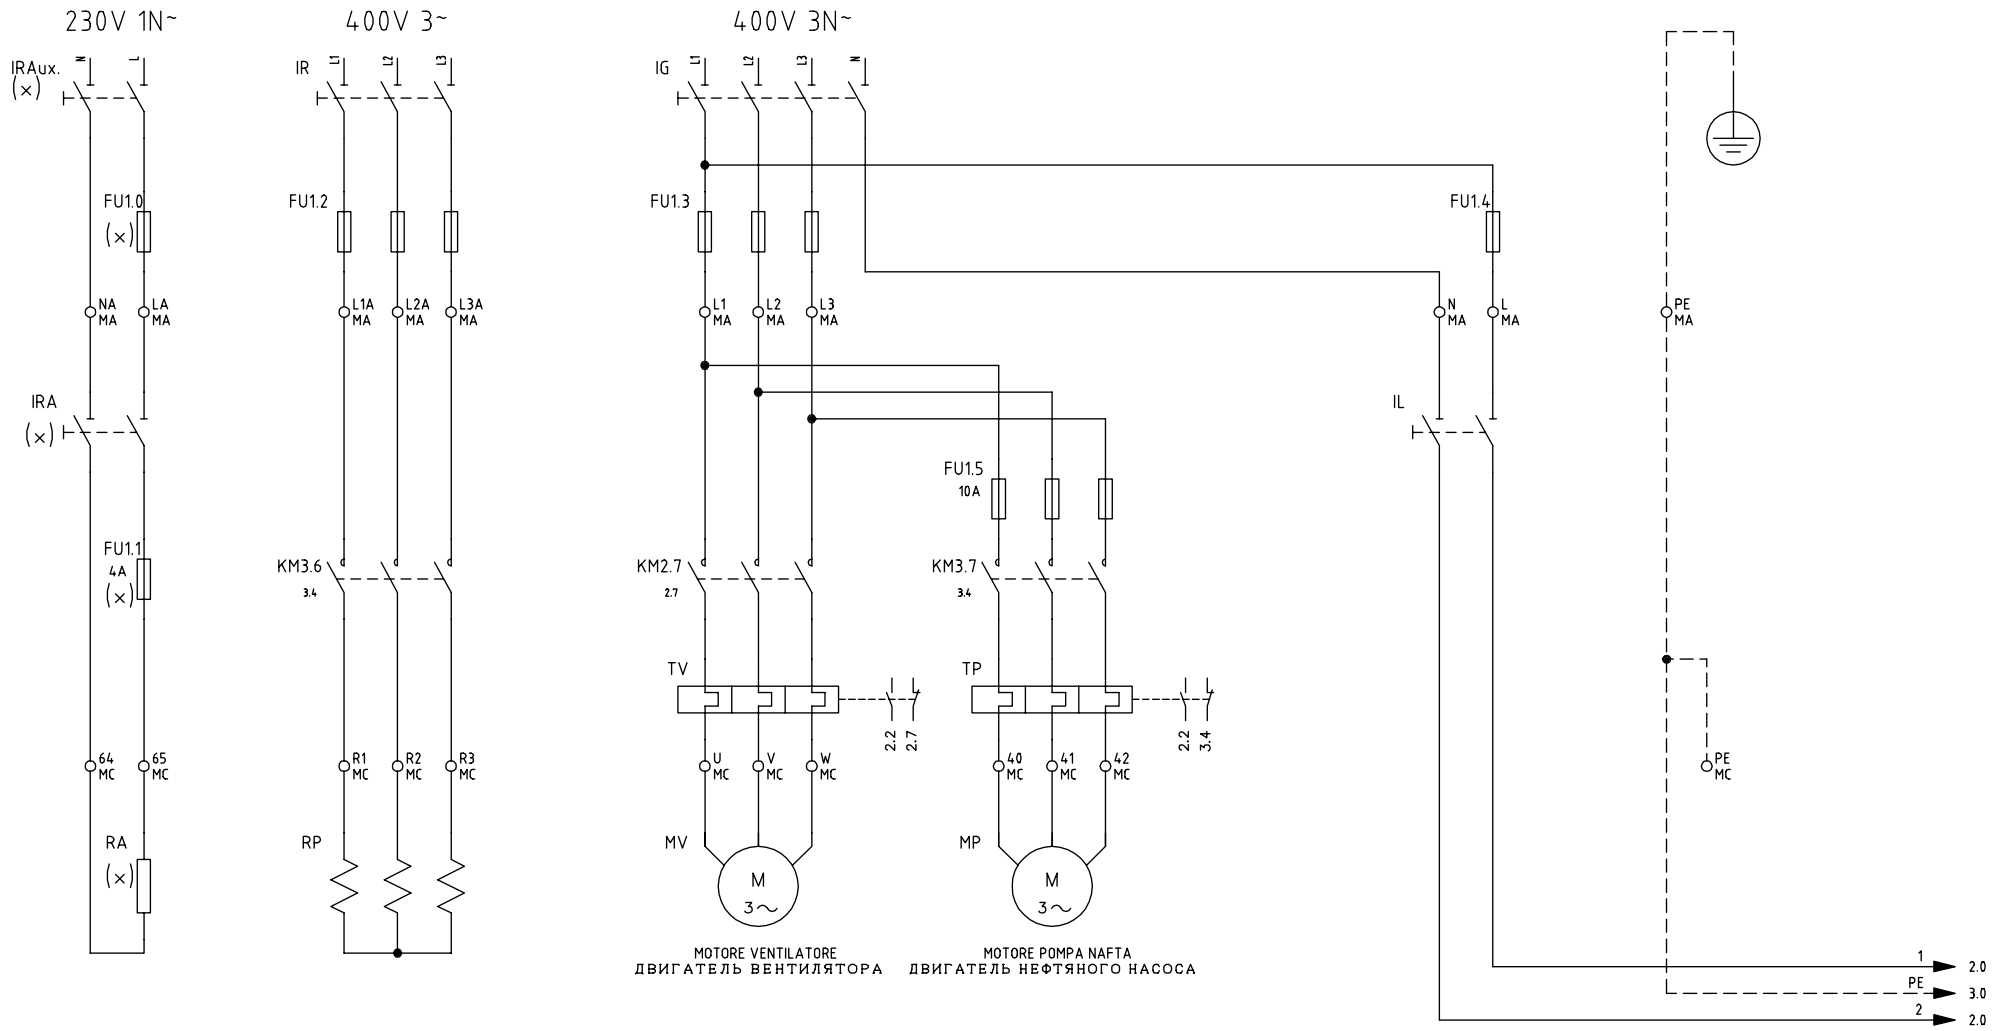 230V 1N~
400V 3~
400V 3N~
IRAux.
(x)
N
L
IR
L1
L2
L3
IG
L1
L2
L3
N
FU1.0
(x)
FU1.2
FU1.3
FU1.4
NA
MA
LA
MA
L1A
MA
L2A
MA
L3A
MA
L1
MA
L2
MA
L3
MA
N
MA
L
MA
PE
MA
IRA
(x)
IL
FU1.5
10A
FU1.1
4A
(x)
KM3.6
3.4
KM2.7
2.7
KM3.7
3.4
TV
2.2
2.7
TP
2.2
3.4
64
MC
65
MC
R1
MC
R2
MC
R3
MC
U
MC
V
MC
W
MC
40
MC
41
MC
42
MC
PE
MC
RA
(x)
RP
MV
M
3~
MP
M
3~
MOTORE VENTILATORE
ДВИГАТЕЛЬ ВЕНТИЛЯТОРА
MOTORE POMPA NAFTA
ДВИГАТЕЛЬ НЕФТЯНОГО НАСОСА
1
2.0
PE
3.0
2
2.0